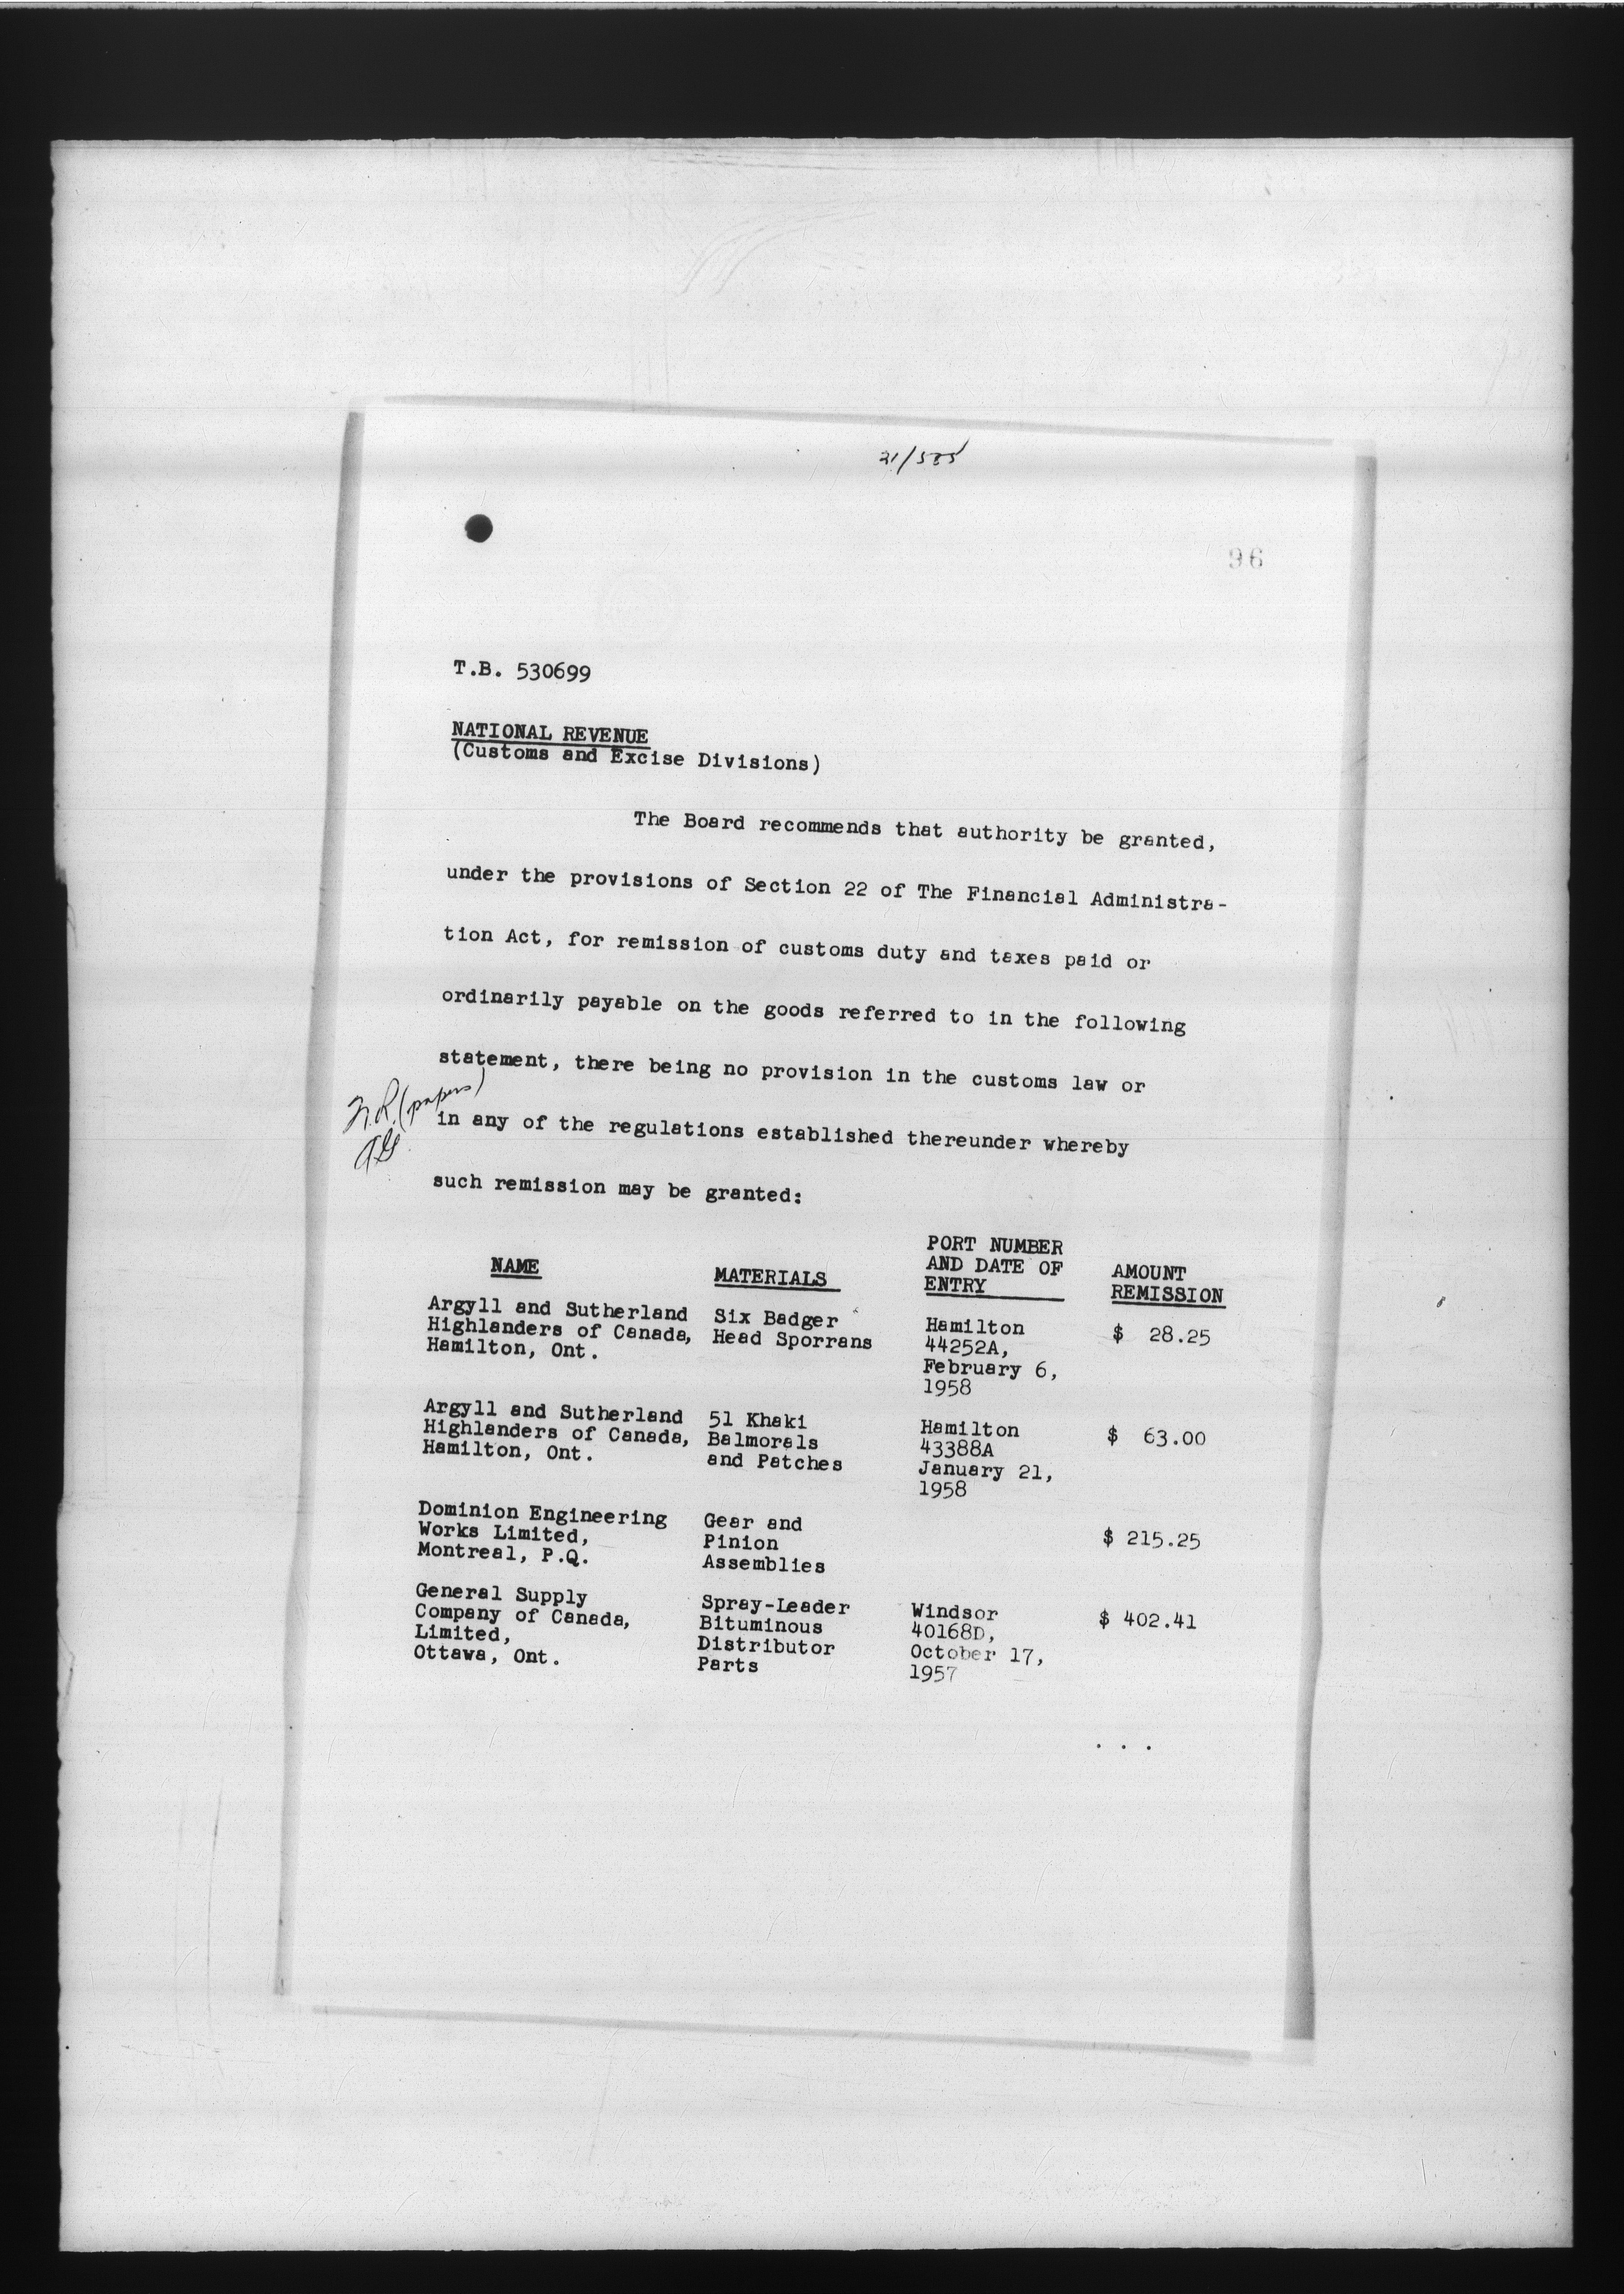 96
T.B. 530699
NATIONAL REVENUE
(Customs and Excise Divisions)
The Board recommends that authority be granted,
under the provisions of Section 22 of The Financial Administra-
tion Act, for remission of customs duty and taxes paid or
ordinarily payable on the goods referred to in the following
statement, there being no provision in the customs law or
N.R. (papers)
in any of the regulations established thereunder whereby
such remission may be granted:
NAME
MATERIALS
PORT NUMBER
AND DATE OF
ENTRY
AMOUNT
REMISSION
Argyll and Sutherland
Highlanders of Canada,
Hamilton, Ont.
Six Badger
Head Sporrans
Hamilton
44252A,
February 6,
1958
$ 28.25
Argyll and Sutherland
Highlanders of Canada,
Hamilton, Ont.
51 Khaki
Balmorals
and Patches
Hamilton
43388A
January 21,
1958
$ 63.00
Dominion Engineering
Works Limited,
Montreal, P.Q.
Gear and
Pinion
Assemblies
$ 215.25
General Supply
Company of Canada,
Limited,
Ottawa, Ont.
Spray-Leader
Bituminous
Distributor
Parts
Windsor
40168D,
October 17,
1957
$ 402.41
. . .